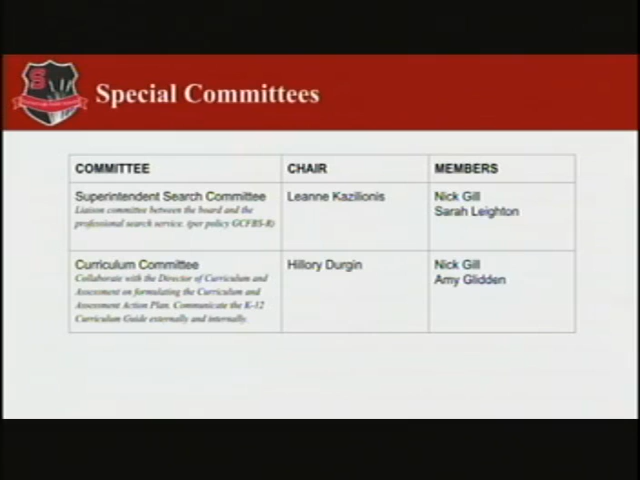 S
Special Committees
COMMITTEE CHAIR MEMBERS
Superintendent Search Committee Leanne Kazilionis Nick Gill
Liaison committee between the board and the Sarah Leighton
professional search service. (per policy GCFBS-R)
Curriculum Committee Hillory Durgin Nick Gill
Collaborate with the Director of Curriculum and Amy Glidden
Assessment on formulating the Curriculum and
Assessment Action Plan. Communicate the K-12
Curriculum Guide externally and internally.